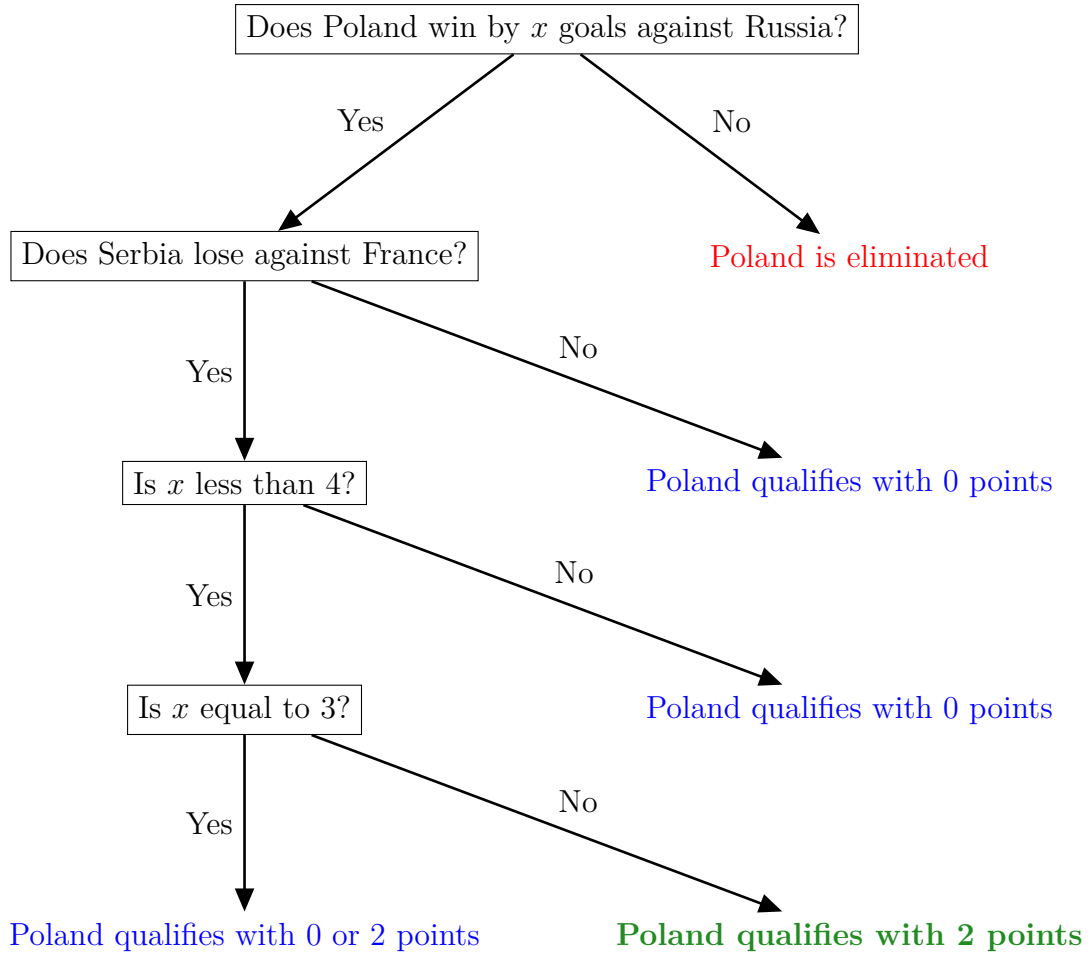 Does Poland win by x goals against Russia?
Yes
No
Does Serbia lose against France?
Poland is eliminated
Yes
No
Is x less than 4?
Poland qualifies with 0 points
Yes
No
Is x equal to 3?
Poland qualifies with 0 points
Yes
No
Poland qualifies with 0 or 2 points
Poland qualifies with 2 points